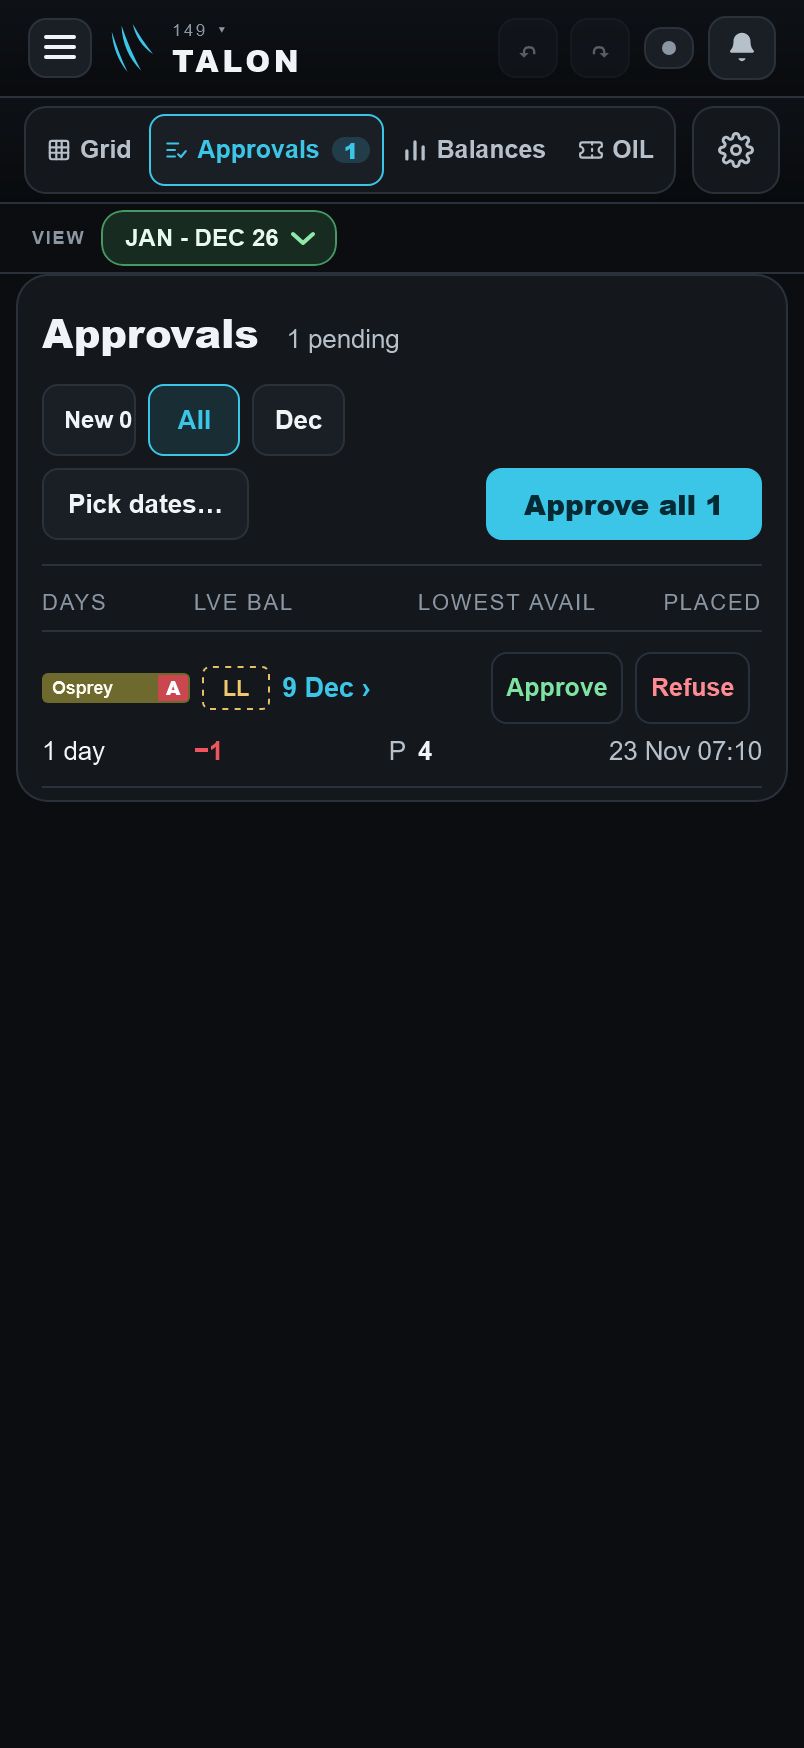 149 ▾
TALON
Grid Approvals 1 Balances OIL
VIEW JAN - DEC 26
Approvals 1 pending
New 0 All Dec
Pick dates… Approve all 1
DAYS LVE BAL LOWEST AVAIL PLACED
Osprey A LL 9 Dec › Approve Refuse
1 day −1 P 4 23 Nov 07:10